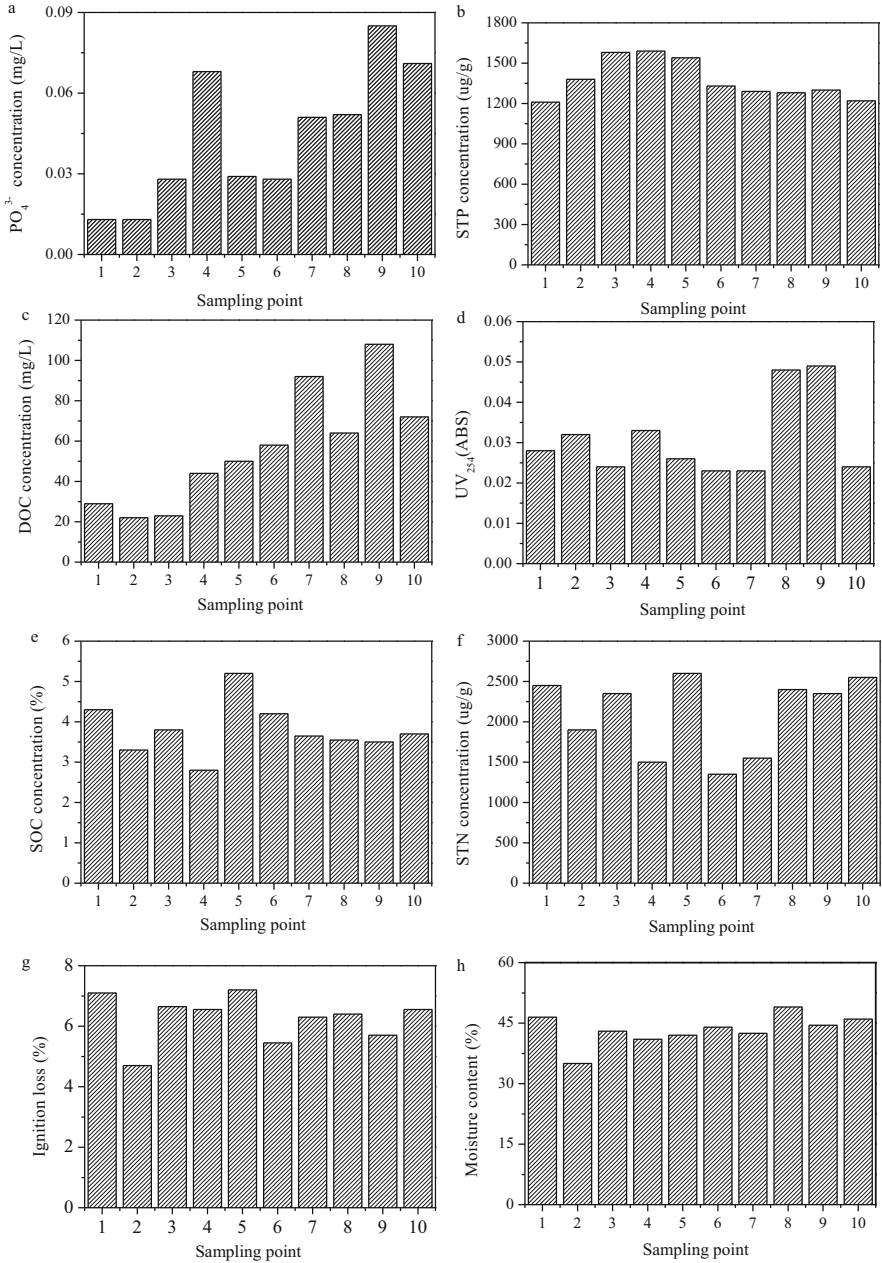 a
PO₄³⁻ concentration (mg/L)
0.09
0.06
0.03
0.00
1 2 3 4 5 6 7 8 9 10
Sampling point
b
STP concentration (ug/g)
1800
1500
1200
900
600
300
0
1 2 3 4 5 6 7 8 9 10
Sampling point
c
DOC concentration (mg/L)
120
100
80
60
40
20
0
1 2 3 4 5 6 7 8 9 10
Sampling point
d
UV₂₅₄(ABS)
0.06
0.05
0.04
0.03
0.02
0.01
0.00
1 2 3 4 5 6 7 8 9 10
Sampling point
e
SOC concentration (%)
6
5
4
3
2
1
0
1 2 3 4 5 6 7 8 9 10
Sampling point
f
STN concentration (ug/g)
3000
2500
2000
1500
1000
500
0
1 2 3 4 5 6 7 8 9 10
Sampling point
g
Ignition loss (%)
8
6
4
2
0
1 2 3 4 5 6 7 8 9 10
Sampling point
h
Moisture content (%)
60
45
30
15
0
1 2 3 4 5 6 7 8 9 10
Sampling point